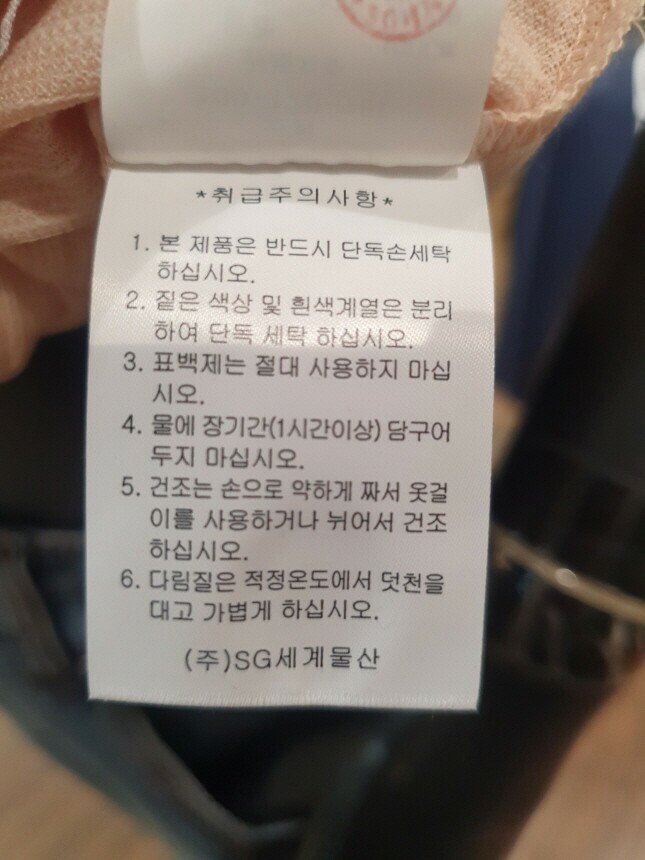 *취급주의사항*
1. 본 제품은 반드시 단독손세탁
하십시오.
2. 짙은 색상 및 흰색계열은 분리
하여 단독 세탁 하십시오.
3. 표백제는 절대 사용하지 마십
시오.
4. 물에 장기간(1시간이상) 담구어
두지 마십시오.
5. 건조는 손으로 약하게 짜서 옷걸
이를 사용하거나 뉘어서 건조
하십시오.
6. 다림질은 적정온도에서 덧천을
대고 가볍게 하십시오.
(주)SG세계물산